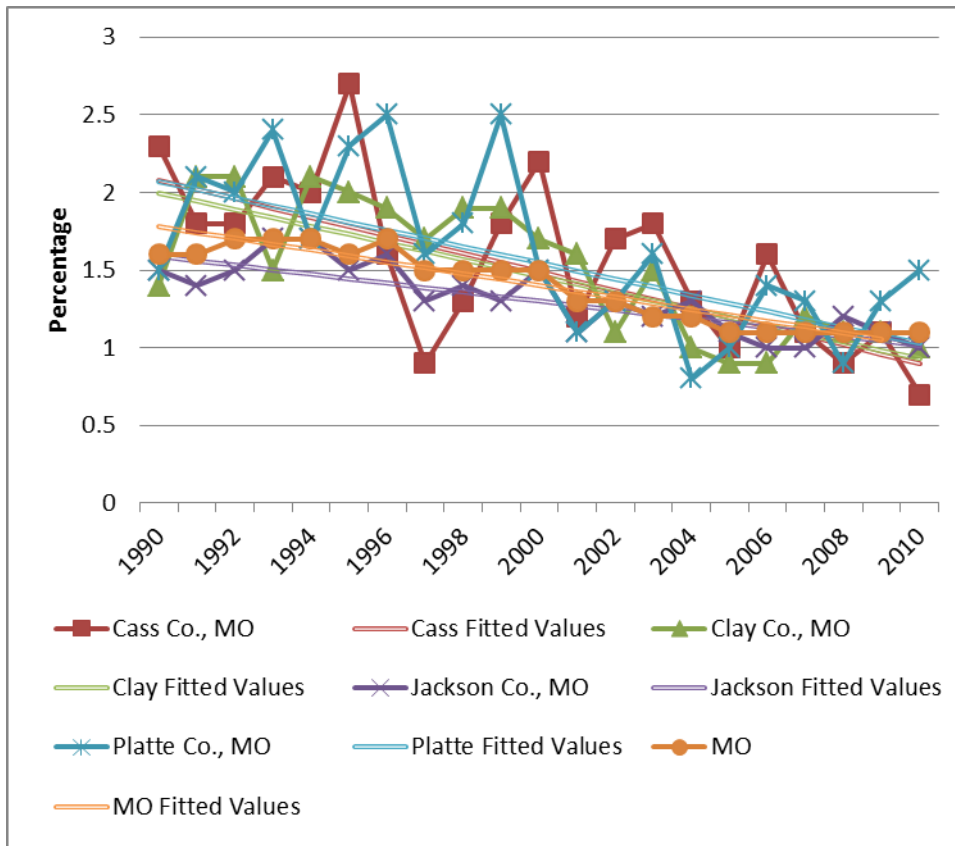 3
2.5
2
1.5
1
0.5
0
Percentage
1990 1992 1994 1996 1998 2000 2002 2004 2006 2008 2010
Cass Co., MO Cass Fitted Values Clay Co., MO
Clay Fitted Values Jackson Co., MO Jackson Fitted Values
Platte Co., MO Platte Fitted Values MO
MO Fitted Values